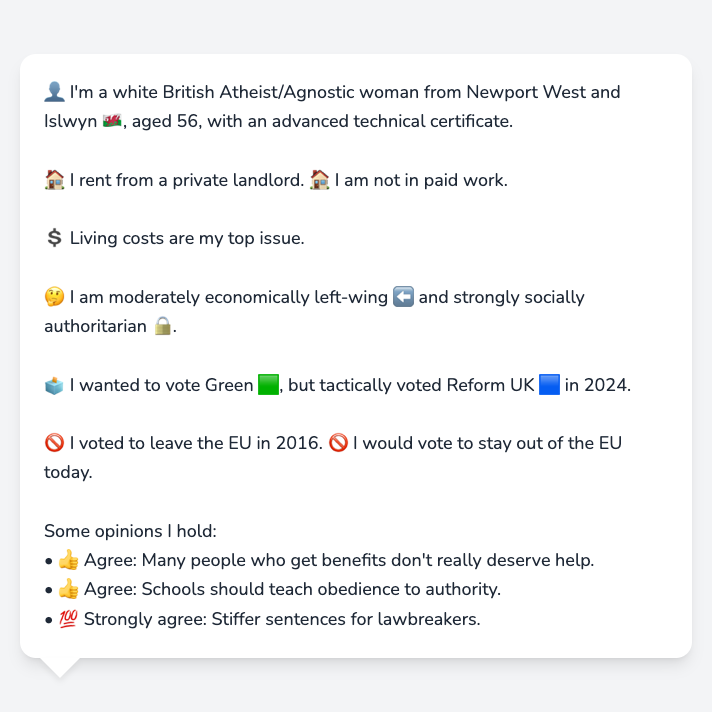 👤 I'm a white British Atheist/Agnostic woman from Newport West and
Islwyn 🏴󠁧󠁢󠁷󠁬󠁳󠁿, aged 56, with an advanced technical certificate.
🏠 I rent from a private landlord. 🏠 I am not in paid work.
💲 Living costs are my top issue.
🤔 I am moderately economically left-wing ⬅️ and strongly socially
authoritarian 🔒.
🗳️ I wanted to vote Green 🟩, but tactically voted Reform UK 🟦 in 2024.
🚫 I voted to leave the EU in 2016. 🚫 I would vote to stay out of the EU
today.
Some opinions I hold:
• 👍 Agree: Many people who get benefits don't really deserve help.
• 👍 Agree: Schools should teach obedience to authority.
• 💯 Strongly agree: Stiffer sentences for lawbreakers.